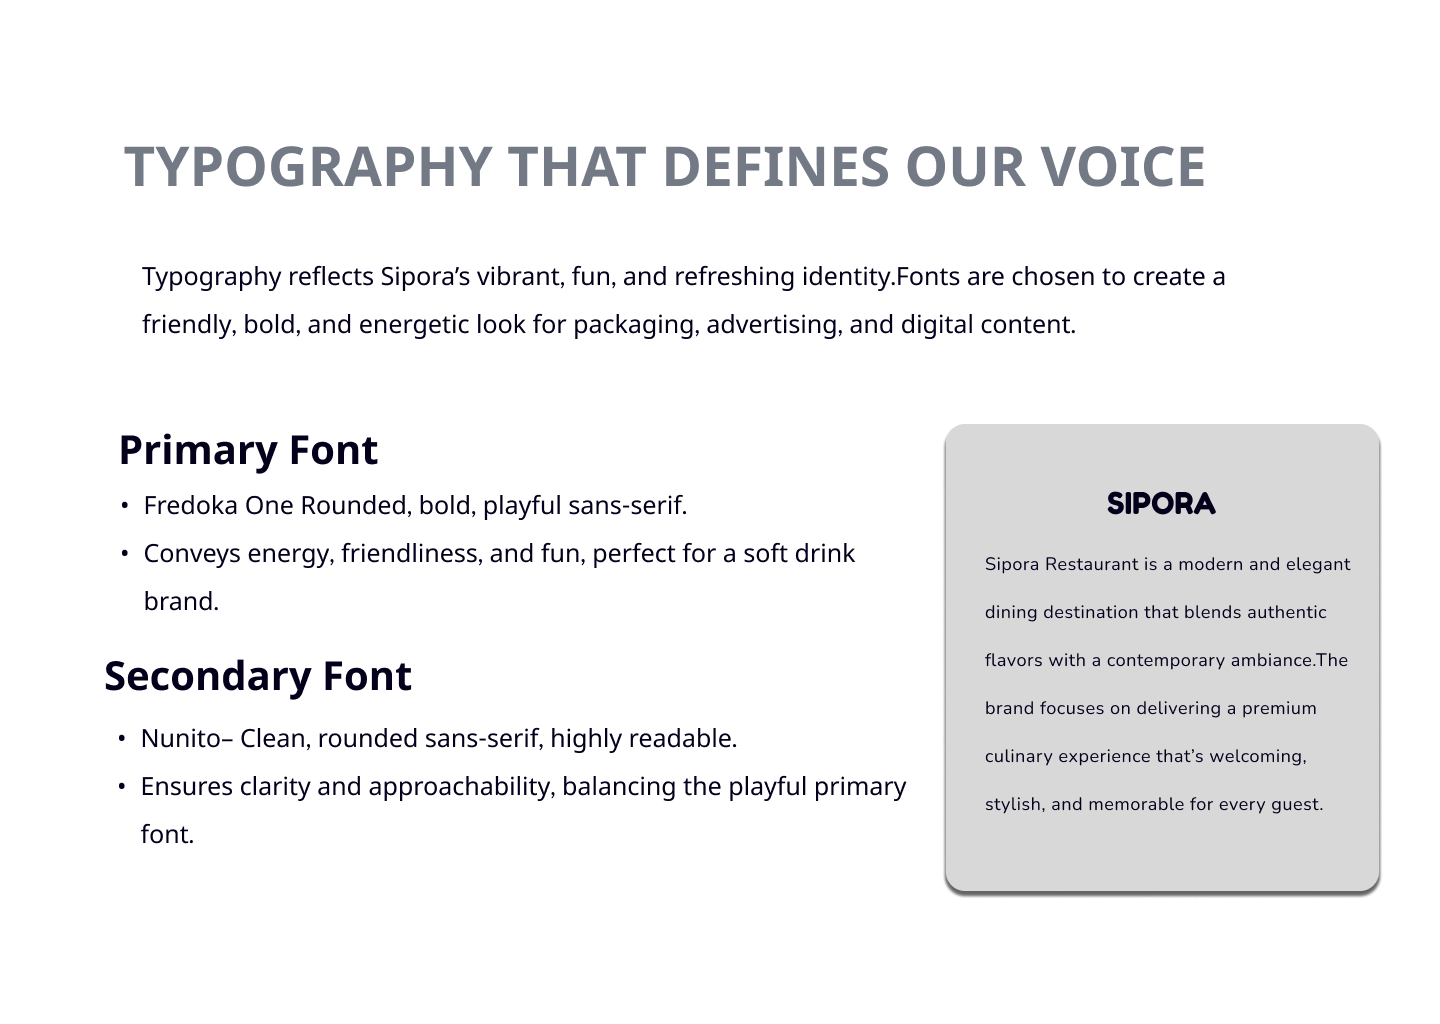 TYPOGRAPHY THAT DEFINES OUR VOICE
Typography reflects Sipora’s vibrant, fun, and refreshing identity.Fonts are chosen to create a
friendly, bold, and energetic look for packaging, advertising, and digital content.
Primary Font
• Fredoka One Rounded, bold, playful sans-serif.
• Conveys energy, friendliness, and fun, perfect for a soft drink
brand.
Secondary Font
• Nunito– Clean, rounded sans-serif, highly readable.
• Ensures clarity and approachability, balancing the playful primary
font.
SIPORA
Sipora Restaurant is a modern and elegant
dining destination that blends authentic
flavors with a contemporary ambiance.The
brand focuses on delivering a premium
culinary experience that’s welcoming,
stylish, and memorable for every guest.